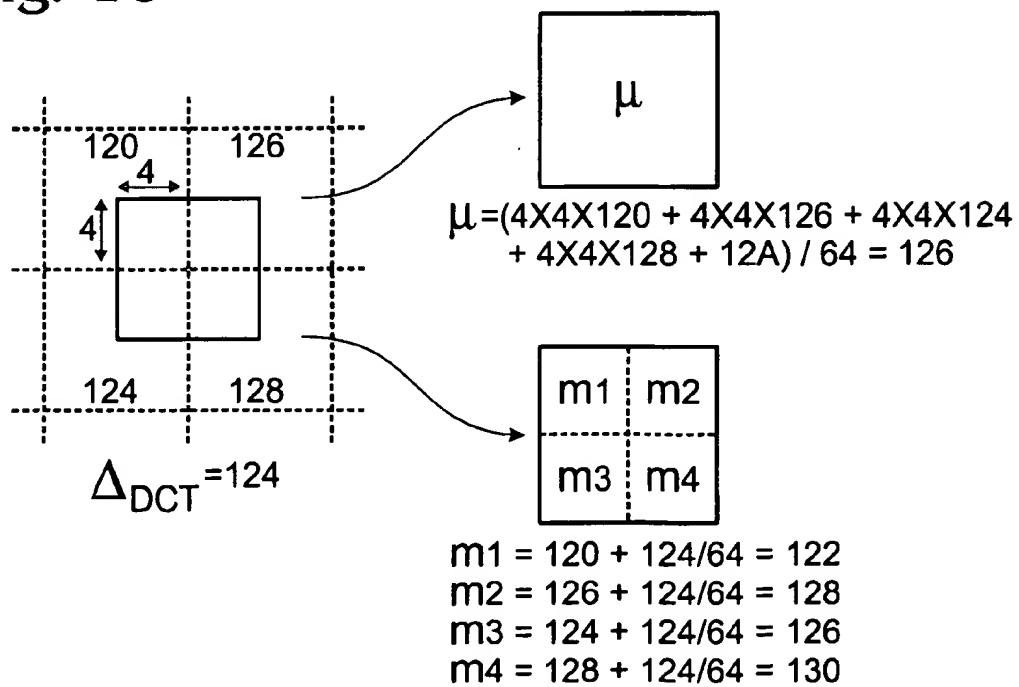 120 126
4
4
124 128
ΔDCT=124
μ
μ=(4X4X120 + 4X4X126 + 4X4X124
+ 4X4X128 + 12A) / 64 = 126
m1 m2
m3 m4
m1 = 120 + 124/64 = 122
m2 = 126 + 124/64 = 128
m3 = 124 + 124/64 = 126
m4 = 128 + 124/64 = 130